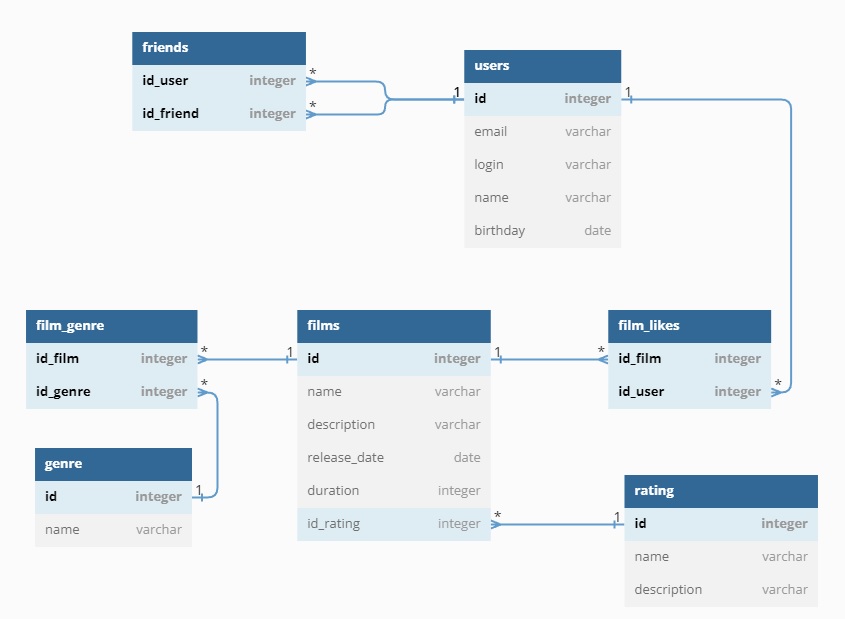 friends
id_user integer *
id_friend integer *
users
1 id integer 1
email varchar
login varchar
name varchar
birthday date
film_genre
id_film integer *
id_genre integer *
films
1 id integer 1
name varchar
description varchar
release_date date
duration integer
id_rating integer *
film_likes
* id_film integer
id_user integer *
genre
id integer 1
name varchar
rating
1 id integer
name varchar
description varchar